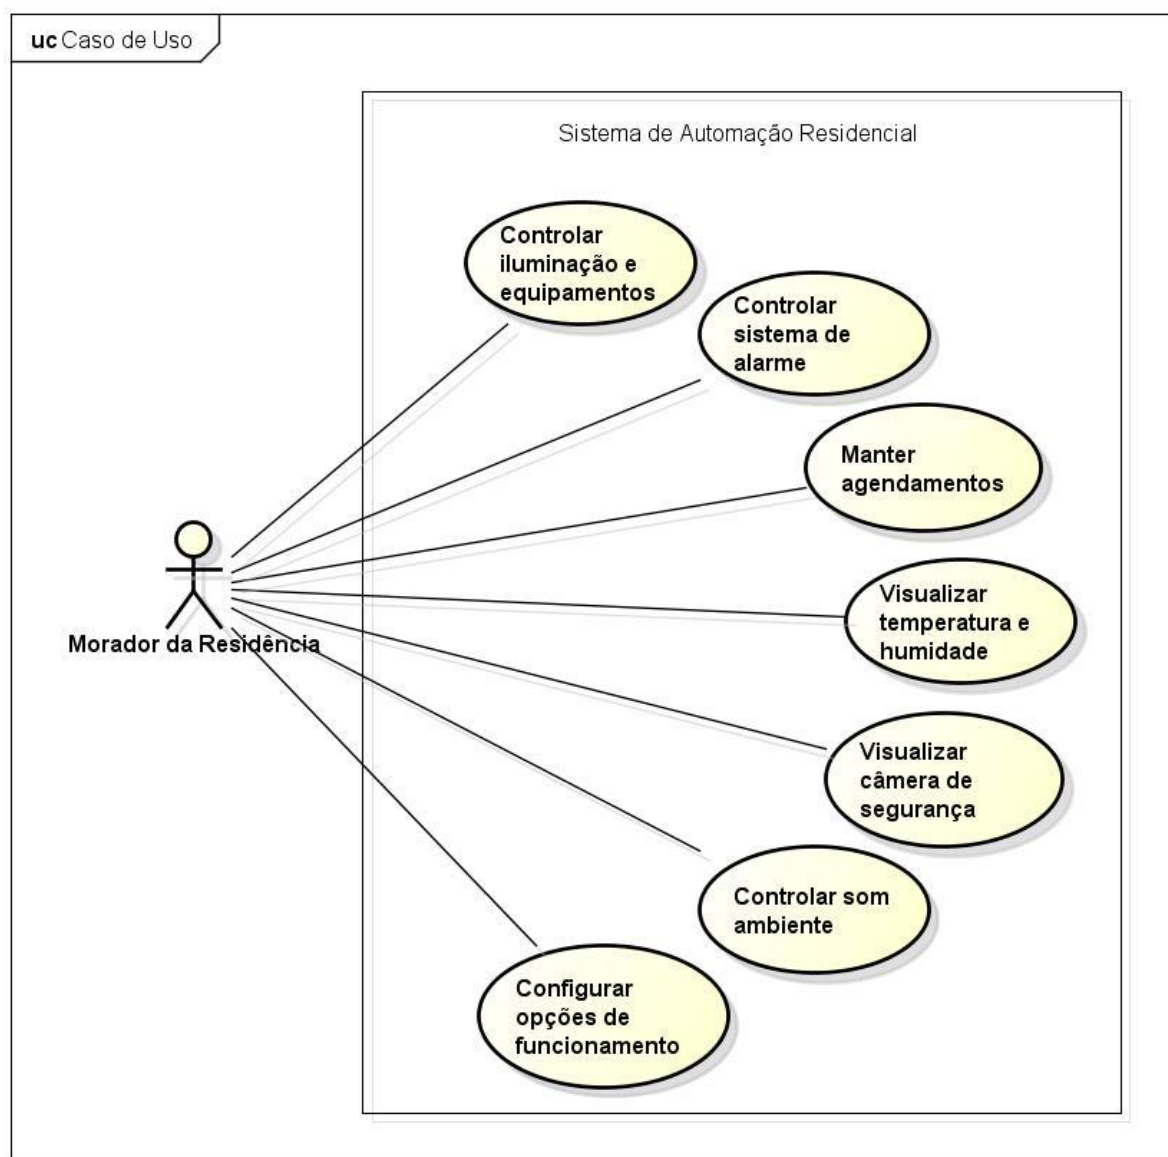 uc Caso de Uso
Sistema de Automação Residencial
Controlar
iluminação e
equipamentos
Controlar
sistema de
alarme
Manter
agendamentos
Visualizar
temperatura e
humidade
Morador da Residência
Visualizar
câmera de
segurança
Controlar som
ambiente
Configurar
opções de
funcionamento